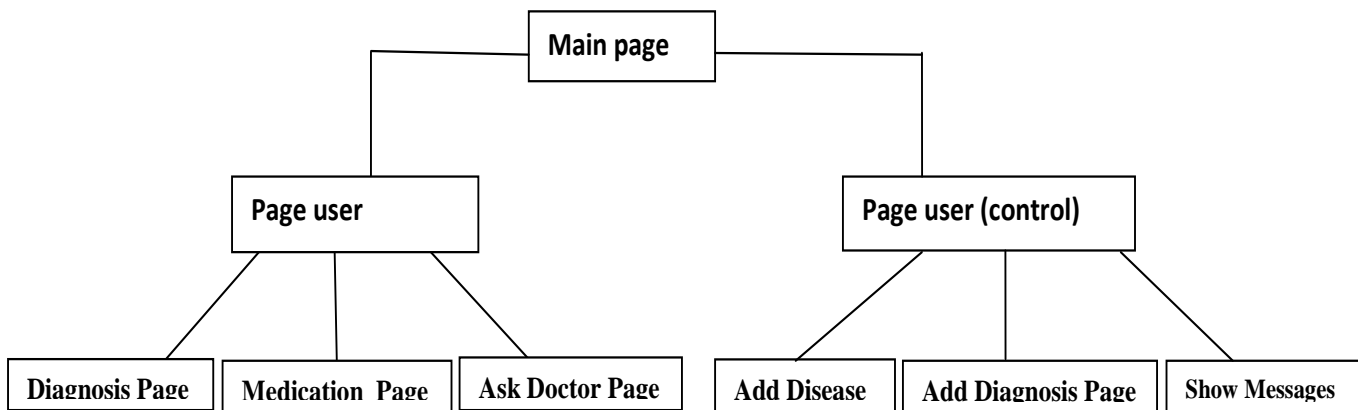 Main page
Page user
Page user (control)
Diagnosis Page
Medication Page
Ask Doctor Page
Add Disease
Add Diagnosis Page
Show Messages